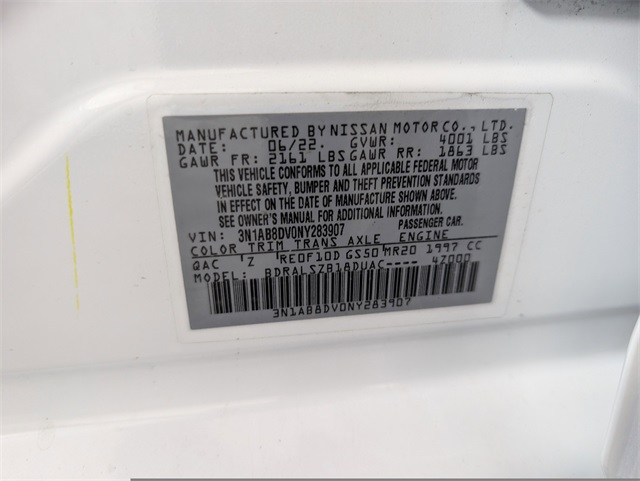 MANUFACTURED BY NISSAN MOTOR CO., LTD.
DATE: 06/22. GVWR: 4001 LBS
GAWR FR: 2161 LBS GAWR RR: 1863 LBS
THIS VEHICLE CONFORMS TO ALL APPLICABLE FEDERAL MOTOR
VEHICLE SAFETY, BUMPER AND THEFT PREVENTION STANDARDS
IN EFFECT ON THE DATE OF MANUFACTURE SHOWN ABOVE.
SEE OWNER'S MANUAL FOR ADDITIONAL INFORMATION.
VIN: 3N1AB8DV0NY283907 PASSENGER CAR.
COLOR TRIM TRANS AXLE ENGINE
QAC Z RE0F10D GS50 MR20 1997 CC
MODEL BDRALSZB18DUAC---- 4Z000
3N1AB8DV0NY283907